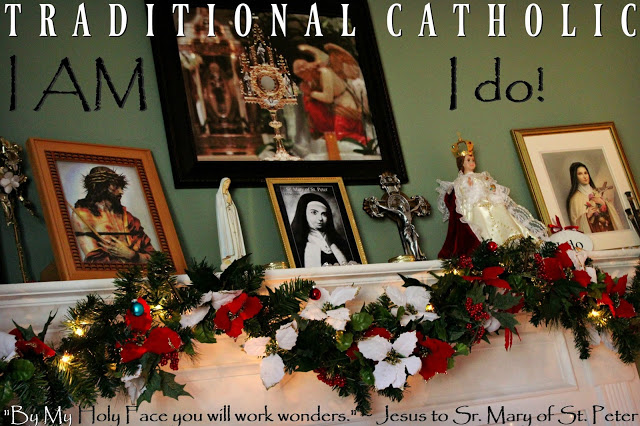 TRADITIONAL CATHOLIC
I AM I do!
Sr. Mary of St. Peter
do
"By My Holy Face you will work wonders." ~ Jesus to Sr. Mary of St. Peter